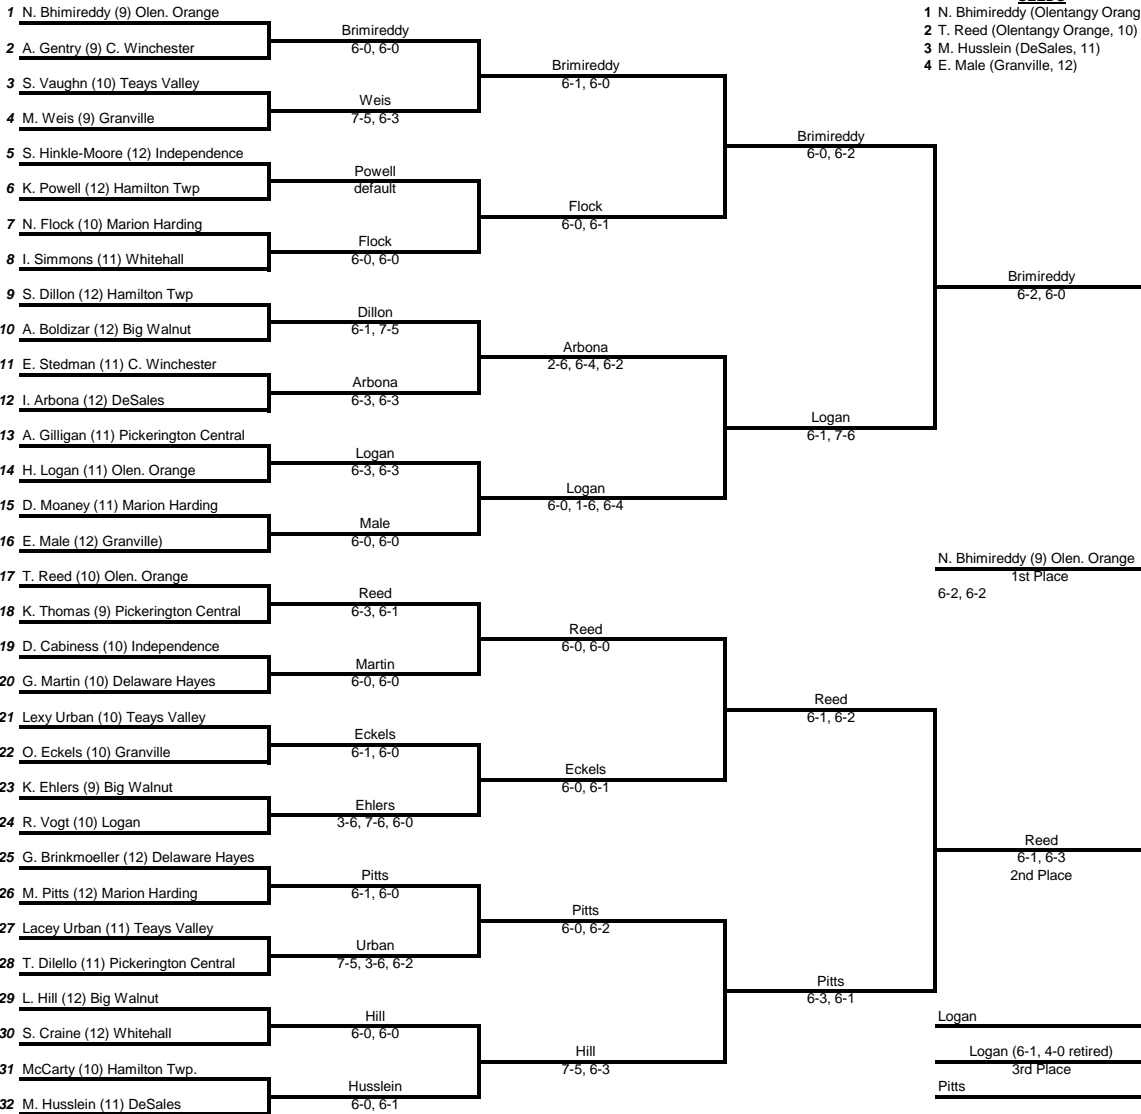 SEEDS
1 N. Bhimireddy (Olentangy Orang
2 T. Reed (Olentangy Orange, 10)
3 M. Husslein (DeSales, 11)
4 E. Male (Granville, 12)
1 N. Bhimireddy (9) Olen. Orange
2 A. Gentry (9) C. Winchester
3 S. Vaughn (10) Teays Valley
4 M. Weis (9) Granville
5 S. Hinkle-Moore (12) Independence
6 K. Powell (12) Hamilton Twp
7 N. Flock (10) Marion Harding
8 I. Simmons (11) Whitehall
9 S. Dillon (12) Hamilton Twp
10 A. Boldizar (12) Big Walnut
11 E. Stedman (11) C. Winchester
12 I. Arbona (12) DeSales
13 A. Gilligan (11) Pickerington Central
14 H. Logan (11) Olen. Orange
15 D. Moaney (11) Marion Harding
16 E. Male (12) Granville)
17 T. Reed (10) Olen. Orange
18 K. Thomas (9) Pickerington Central
19 D. Cabiness (10) Independence
20 G. Martin (10) Delaware Hayes
21 Lexy Urban (10) Teays Valley
22 O. Eckels (10) Granville
23 K. Ehlers (9) Big Walnut
24 R. Vogt (10) Logan
25 G. Brinkmoeller (12) Delaware Hayes
26 M. Pitts (12) Marion Harding
27 Lacey Urban (11) Teays Valley
28 T. Dilello (11) Pickerington Central
29 L. Hill (12) Big Walnut
30 S. Craine (12) Whitehall
31 McCarty (10) Hamilton Twp.
32 M. Husslein (11) DeSales
Brimireddy
6-0, 6-0
Weis
7-5, 6-3
Powell
default
Flock
6-0, 6-0
Dillon
6-1, 7-5
Arbona
6-3, 6-3
Logan
6-3, 6-3
Male
6-0, 6-0
Reed
6-3, 6-1
Martin
6-0, 6-0
Eckels
6-1, 6-0
Ehlers
3-6, 7-6, 6-0
Pitts
6-1, 6-0
Urban
7-5, 3-6, 6-2
Hill
6-0, 6-0
Husslein
6-0, 6-1
Brimireddy
6-1, 6-0
Flock
6-0, 6-1
Arbona
2-6, 6-4, 6-2
Logan
6-0, 1-6, 6-4
Reed
6-0, 6-0
Eckels
6-0, 6-1
Pitts
6-0, 6-2
Hill
7-5, 6-3
Brimireddy
6-0, 6-2
Logan
6-1, 7-6
Reed
6-1, 6-2
Pitts
6-3, 6-1
Brimireddy
6-2, 6-0
N. Bhimireddy (9) Olen. Orange
1st Place
6-2, 6-2
Reed
6-1, 6-3
2nd Place
Logan
Logan (6-1, 4-0 retired)
3rd Place
Pitts